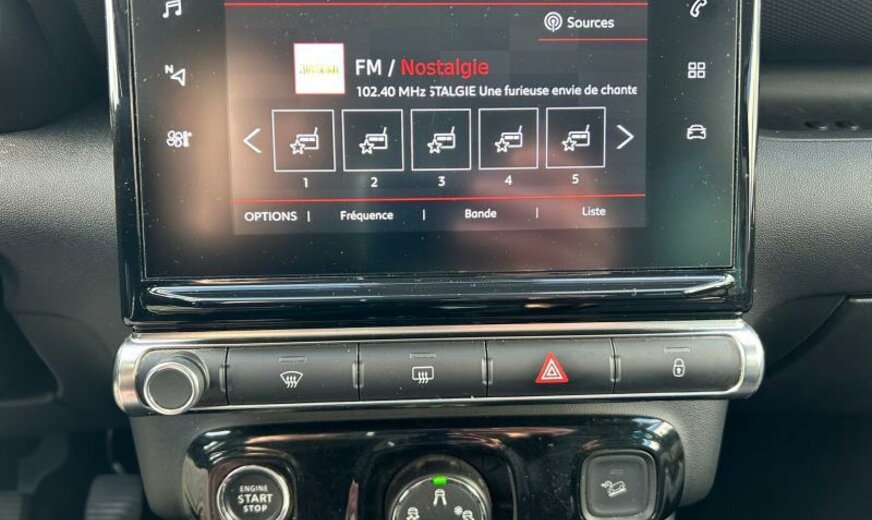 Sources
FM / Nostalgie
102.40 MHz STALGIE Une furieuse envie de chante
1 2 3 4 5
OPTIONS Fréquence Bande Liste
N
ENGINE
START
STOP